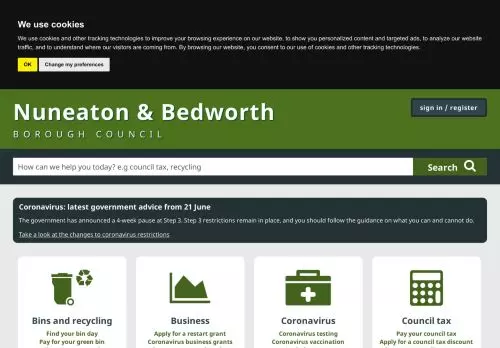 We use cookies
We use cookies and other tracking technologies to improve your browsing experience on our website, to show you personalized content and targeted ads, to analyze our website
traffic, and to understand where our visitors are coming from. By browsing our website, you consent to our use of cookies and other tracking technologies.
OK Change my preferences
Nuneaton & Bedworth
BOROUGH COUNCIL
sign in / register
How can we help you today? e.g council tax, recycling
Search
Coronavirus: latest government advice from 21 June
The government has announced a 4-week pause at Step 3. Step 3 restrictions remain in place, and you should follow the guidance on what you can and cannot do.
Take a look at the changes to coronavirus restrictions
Bins and recycling
Find your bin day
Pay for your green bin
Business
Apply for a restart grant
Coronavirus business grants
Coronavirus
Coronavirus testing
Coronavirus vaccination
Council tax
Pay your council tax
Apply for a council tax discount